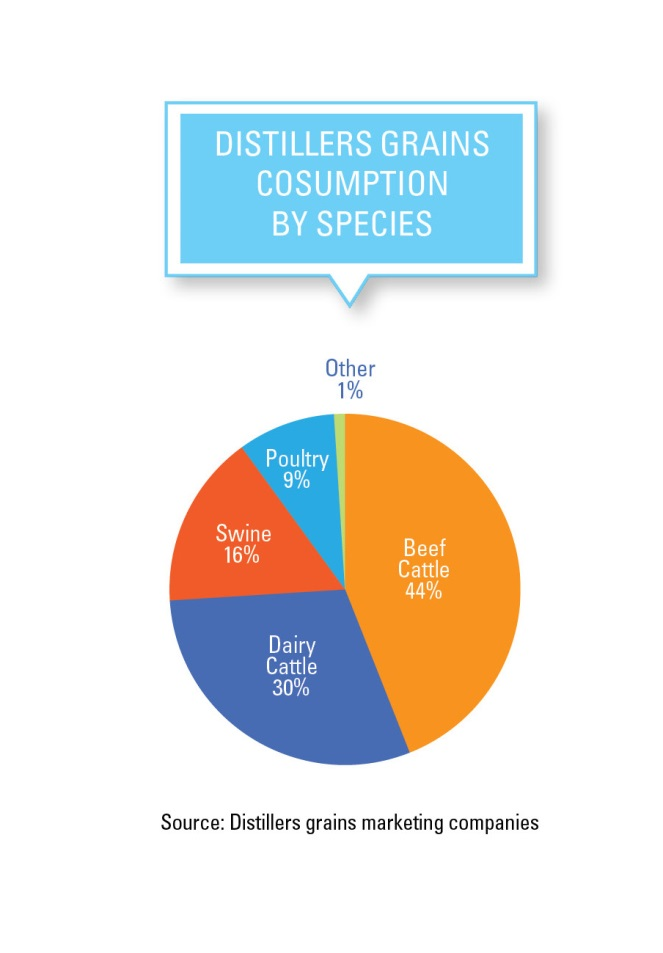 DISTILLERS GRAINS
COSUMPTION
BY SPECIES
Other
1%
Poultry
9%
Swine
16%
Beef
Cattle
44%
Dairy
Cattle
30%
Source: Distillers grains marketing companies